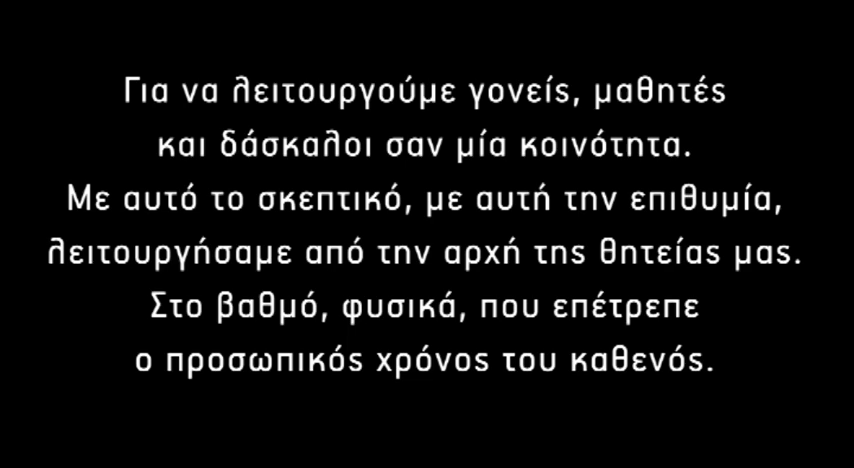 Για να λειτουργούμε γονείς, μαθητές
και δάσκαλοι σαν μία κοινότητα.
Με αυτό το σκεπτικό, με αυτή την επιθυμία,
λειτουργήσαμε από την αρχή της θητείας μας.
Στο βαθμό, φυσικά, που επέτρεπε
ο προσωπικός χρόνος του καθενός.